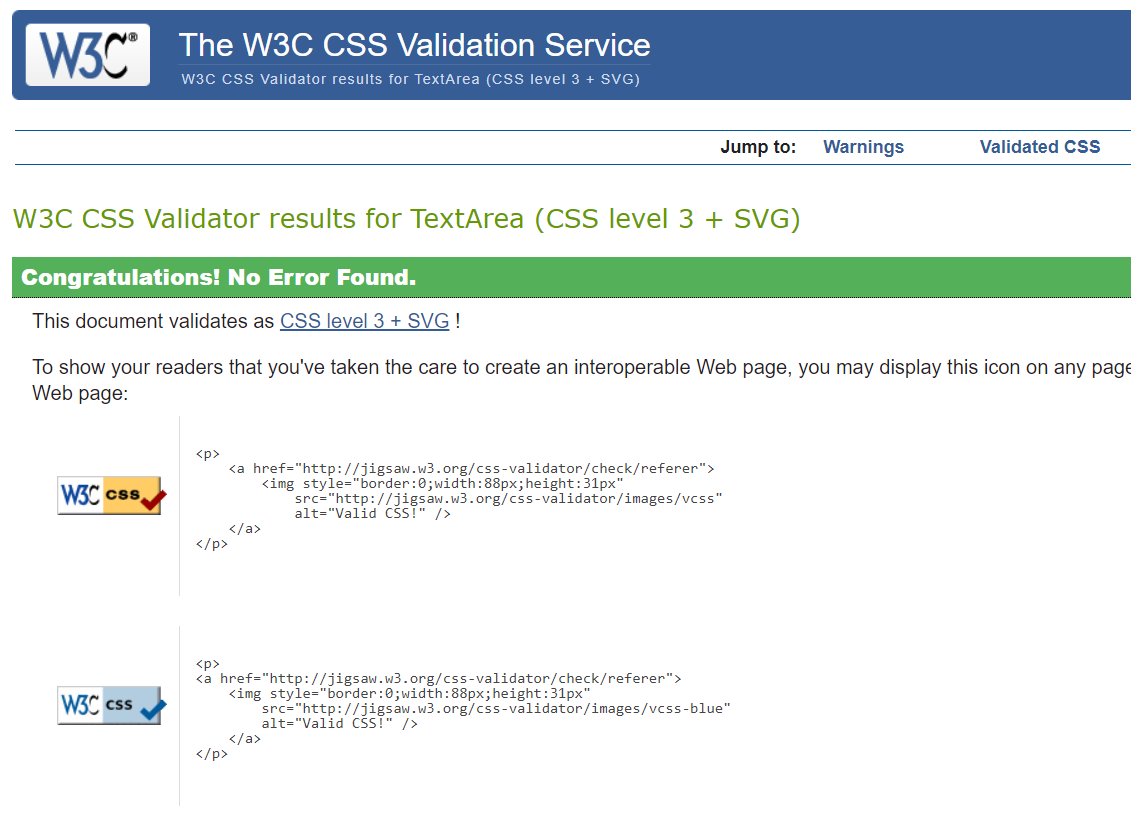 W3C®
The W3C CSS Validation Service
W3C CSS Validator results for TextArea (CSS level 3 + SVG)
Jump to: Warnings Validated CSS
W3C CSS Validator results for TextArea (CSS level 3 + SVG)
Congratulations! No Error Found.
This document validates as CSS level 3 + SVG !
To show your readers that you've taken the care to create an interoperable Web page, you may display this icon on any page
Web page:
W3C css
<p>
    <a href="http://jigsaw.w3.org/css-validator/check/referer">
        <img style="border:0;width:88px;height:31px"
            src="http://jigsaw.w3.org/css-validator/images/vcss"
            alt="Valid CSS!" />
    </a>
</p>
W3C css
<p>
<a href="http://jigsaw.w3.org/css-validator/check/referer">
    <img style="border:0;width:88px;height:31px"
        src="http://jigsaw.w3.org/css-validator/images/vcss-blue"
        alt="Valid CSS!" />
    </a>
</p>